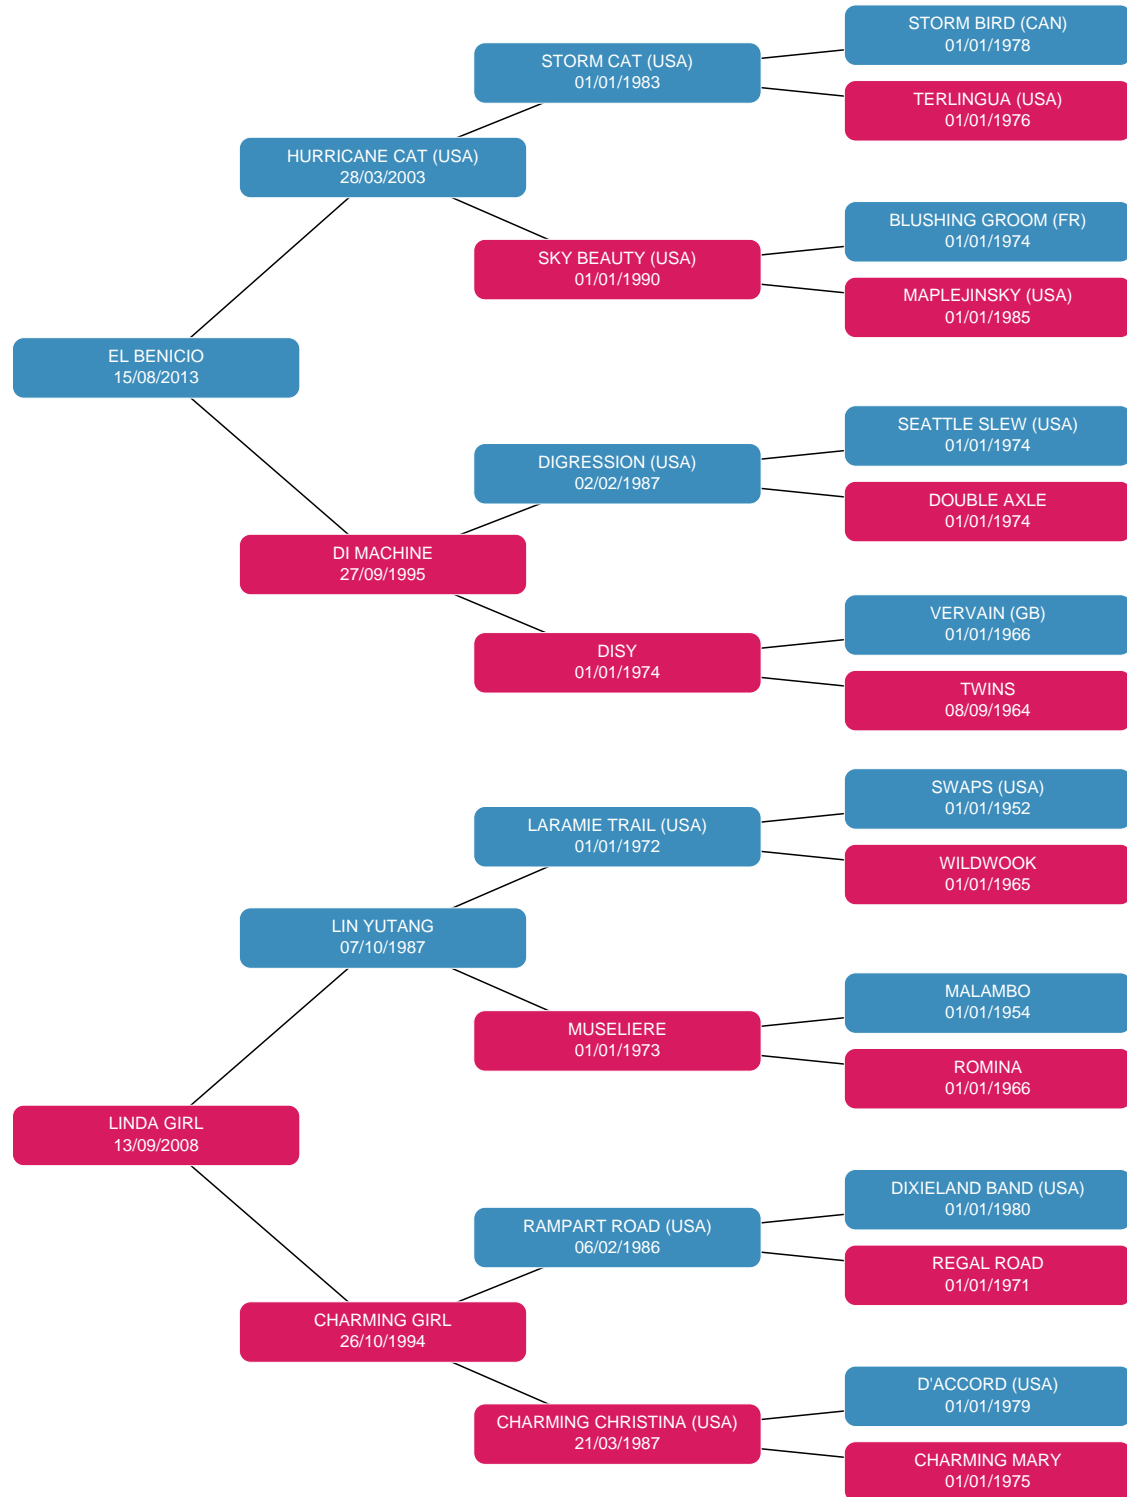 STORM BIRD (CAN)
01/01/1978
STORM CAT (USA)
01/01/1983
TERLINGUA (USA)
01/01/1976
HURRICANE CAT (USA)
28/03/2003
BLUSHING GROOM (FR)
01/01/1974
SKY BEAUTY (USA)
01/01/1990
MAPLEJINSKY (USA)
01/01/1985
EL BENICIO
15/08/2013
SEATTLE SLEW (USA)
01/01/1974
DIGRESSION (USA)
02/02/1987
DOUBLE AXLE
01/01/1974
DI MACHINE
27/09/1995
VERVAIN (GB)
01/01/1966
DISY
01/01/1974
TWINS
08/09/1964
SWAPS (USA)
01/01/1952
LARAMIE TRAIL (USA)
01/01/1972
WILDWOOK
01/01/1965
LIN YUTANG
07/10/1987
MALAMBO
01/01/1954
MUSELIERE
01/01/1973
ROMINA
01/01/1966
LINDA GIRL
13/09/2008
DIXIELAND BAND (USA)
01/01/1980
RAMPART ROAD (USA)
06/02/1986
REGAL ROAD
01/01/1971
CHARMING GIRL
26/10/1994
D'ACCORD (USA)
01/01/1979
CHARMING CHRISTINA (USA)
21/03/1987
CHARMING MARY
01/01/1975